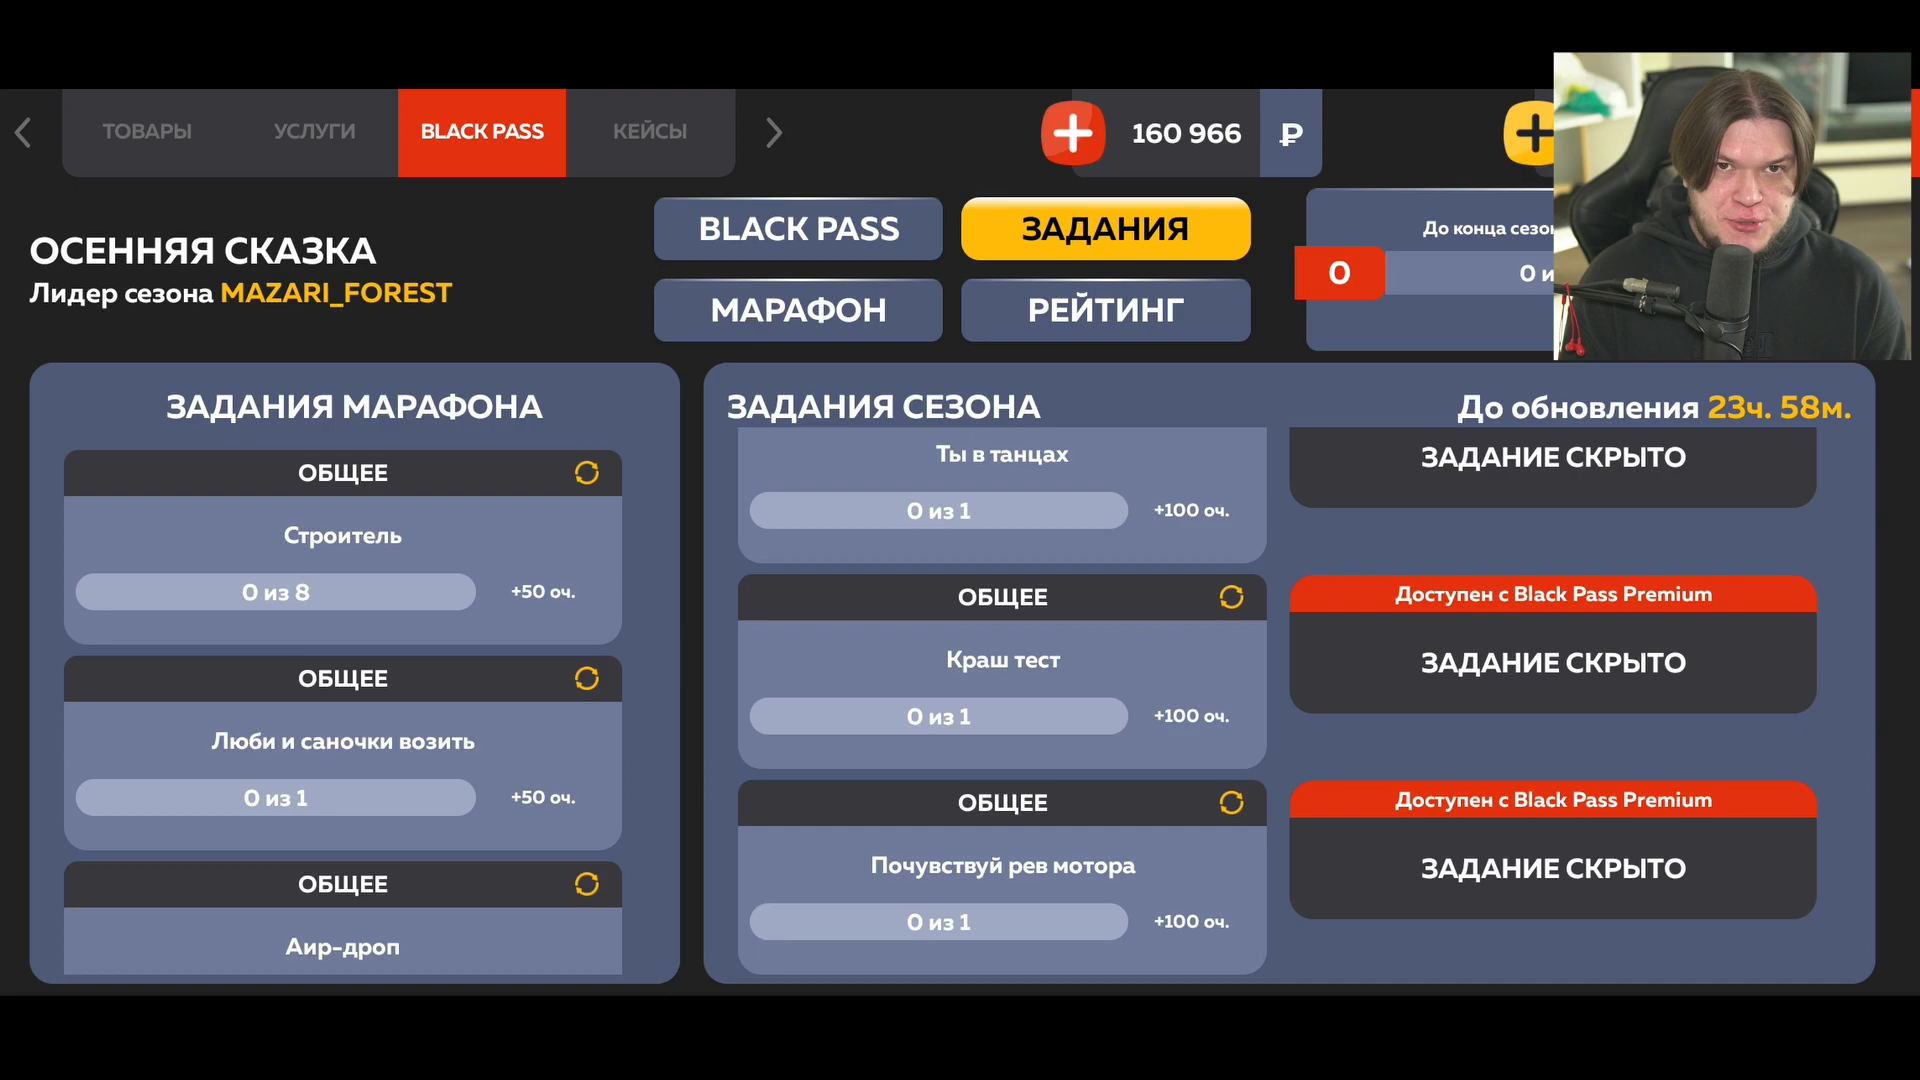 ТОВАРЫ
УСЛУГИ
BLACK PASS
КЕЙСЫ
160 966 ₽
ОСЕННЯЯ СКАЗКА
Лидер сезона MAZARI_FOREST
BLACK PASS
ЗАДАНИЯ
МАРАФОН
РЕЙТИНГ
До конца
0
0
ЗАДАНИЯ МАРАФОНА
ОБЩЕЕ
Строитель
0 из 8
+50 оч.
ОБЩЕЕ
Люби и саночки возить
0 из 1
+50 оч.
ОБЩЕЕ
Аир-дроп
ЗАДАНИЯ СЕЗОНА
До обновления 23ч. 58м.
Ты в танцах
0 из 1
+100 оч.
ЗАДАНИЕ СКРЫТО
ОБЩЕЕ
Краш тест
0 из 1
+100 оч.
Доступен с Black Pass Premium
ЗАДАНИЕ СКРЫТО
ОБЩЕЕ
Почувствуй рев мотора
0 из 1
+100 оч.
Доступен с Black Pass Premium
ЗАДАНИЕ СКРЫТО